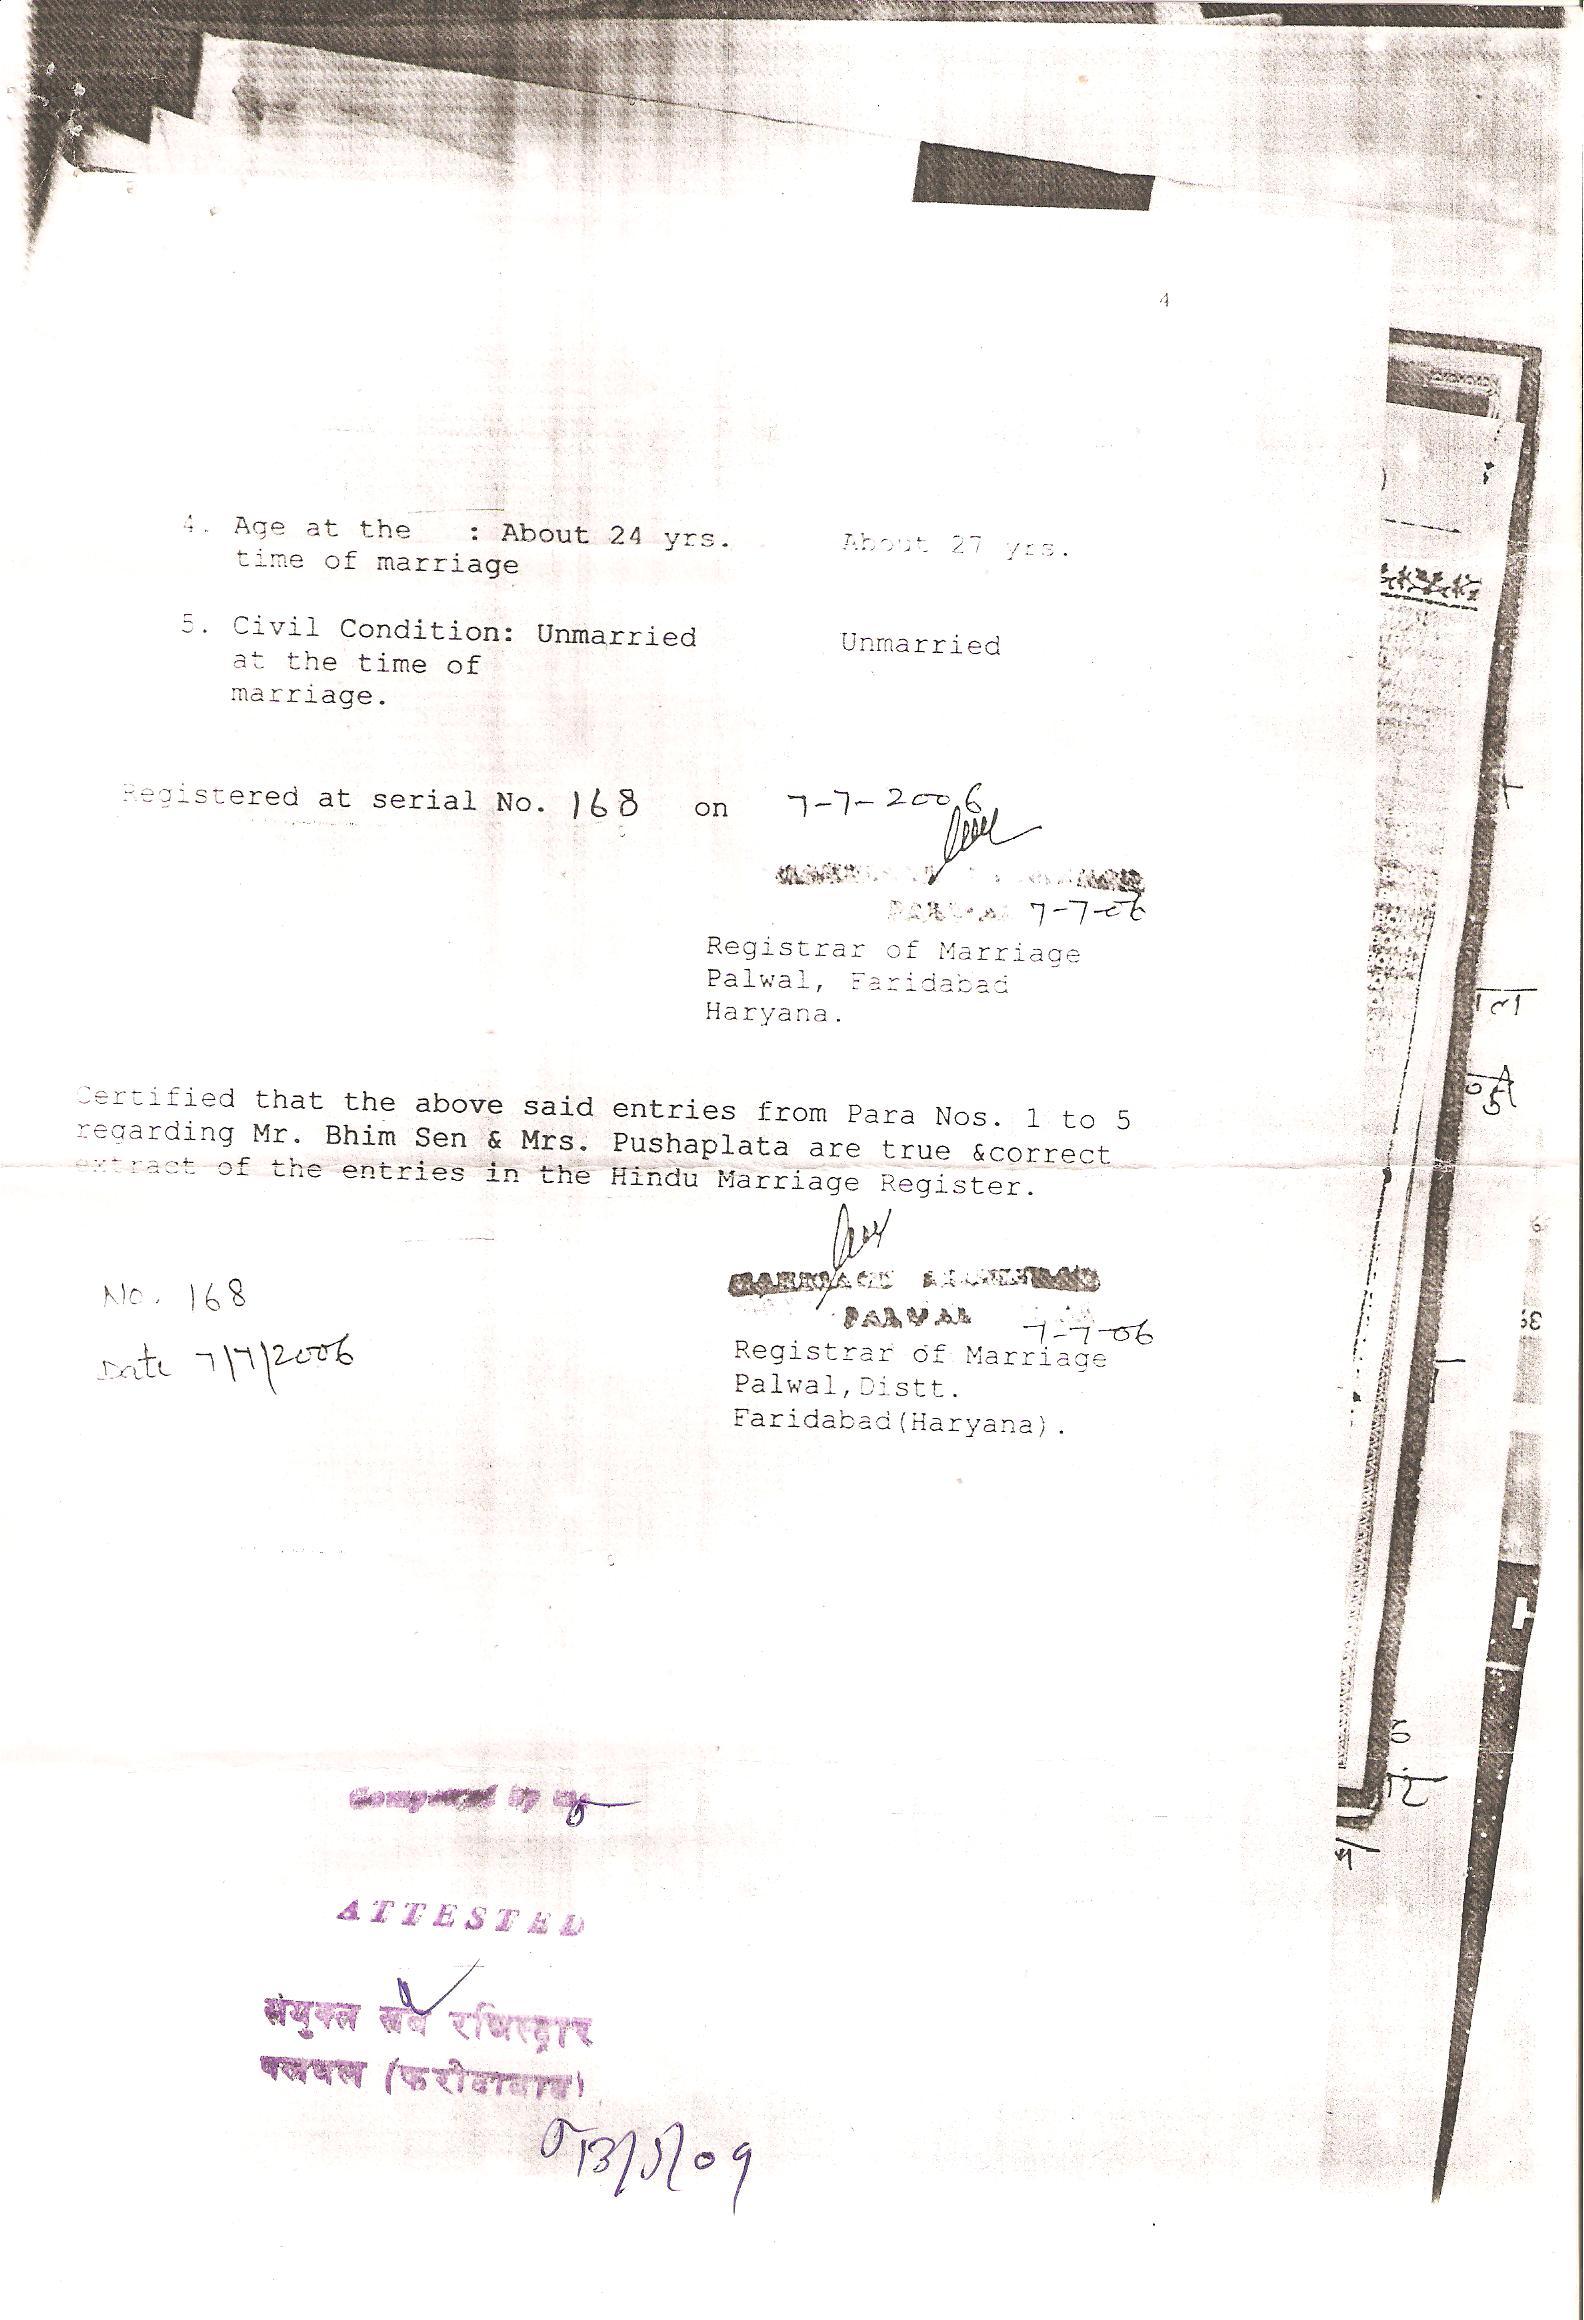 4
4. Age at the : About 24 yrs. About 27 yrs.
time of marriage
5. Civil Condition: Unmarried Unmarried
at the time of
marriage.
Registered at serial No. 168 on 7-7-2006
PALWAL 7-7-06
Registrar of Marriage
Palwal, Faridabad
Haryana.
Certified that the above said entries from Para Nos. 1 to 5
regarding Mr. Bhim Sen & Mrs. Pushaplata are true &correct
extract of the entries in the Hindu Marriage Register.
No. 168
Date 7/7/2006
MARRIAGE REGISTRAR
PALWAL 7-7-06
Registrar of Marriage
Palwal,Distt.
Faridabad(Haryana).
Compared by me
ATTESTED
संयुक्त सब रजिस्ट्रार
पलवल (फरीदाबाद)
13/5/09